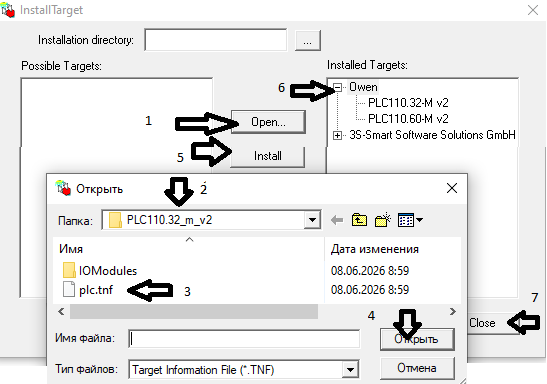 InstallTarget
Installation directory:
...
Possible Targets:
Installed Targets:
6
Owen
PLC110.32-M v2
PLC110.60-M v2
3S-Smart Software Solutions GmbH
1
Open...
5
Install
Открыть
2
Папка:
PLC110.32_m_v2
Имя
Дата изменения
IOModules
08.06.2026 8:59
plc.tnf
08.06.2026 8:59
3
4
7
Close
Имя файла:
Открыть
Тип файлов:
Target Information File (*.TNF)
Отмена